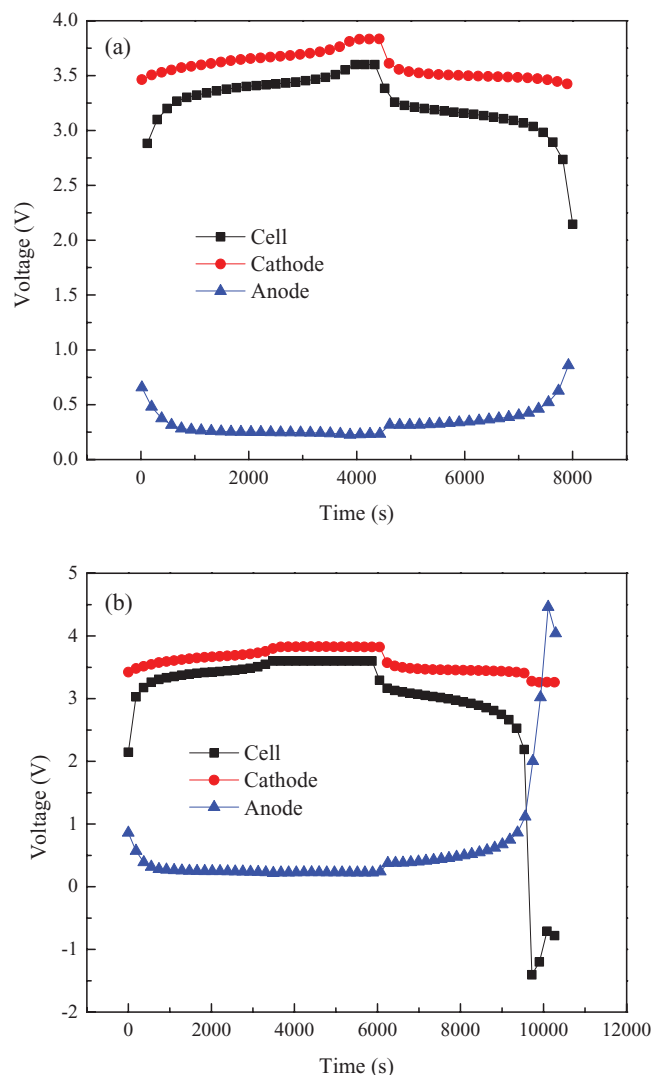 (a)
4.0
3.5
3.0
2.5
2.0
1.5
1.0
0.5
0.0
Voltage (V)
Cell
Cathode
Anode
0 2000 4000 6000 8000
Time (s)
(b)
5
4
3
2
1
0
-1
-2
Voltage (V)
Cell
Cathode
Anode
0 2000 4000 6000 8000 10000 12000
Time (s)